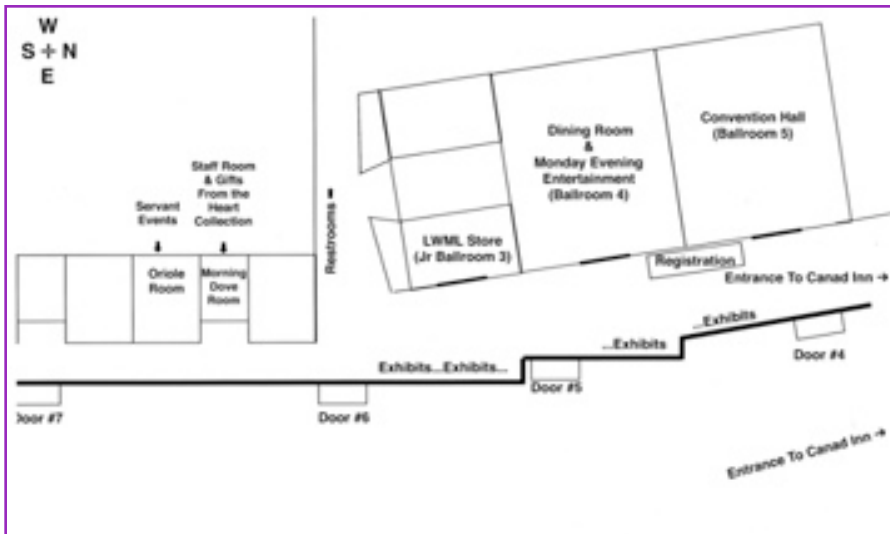 W
S ÷ N
E
Staff Room
& Gifts
From the
Heart
Collection
Servant
Events
Oriole
Room
Morning
Dove
Room
Restrooms
LWML Store
(Jr Ballroom 3)
Dining Room
&
Monday Evening
Entertainment
(Ballroom 4)
Convention Hall
(Ballroom 5)
Registration
Entrance To Canad Inn →
Exhibits...Exhibits...
...Exhibits
...Exhibits
Door #4
Door #5
Door #6
Door #7
Entrance To Canad Inn →